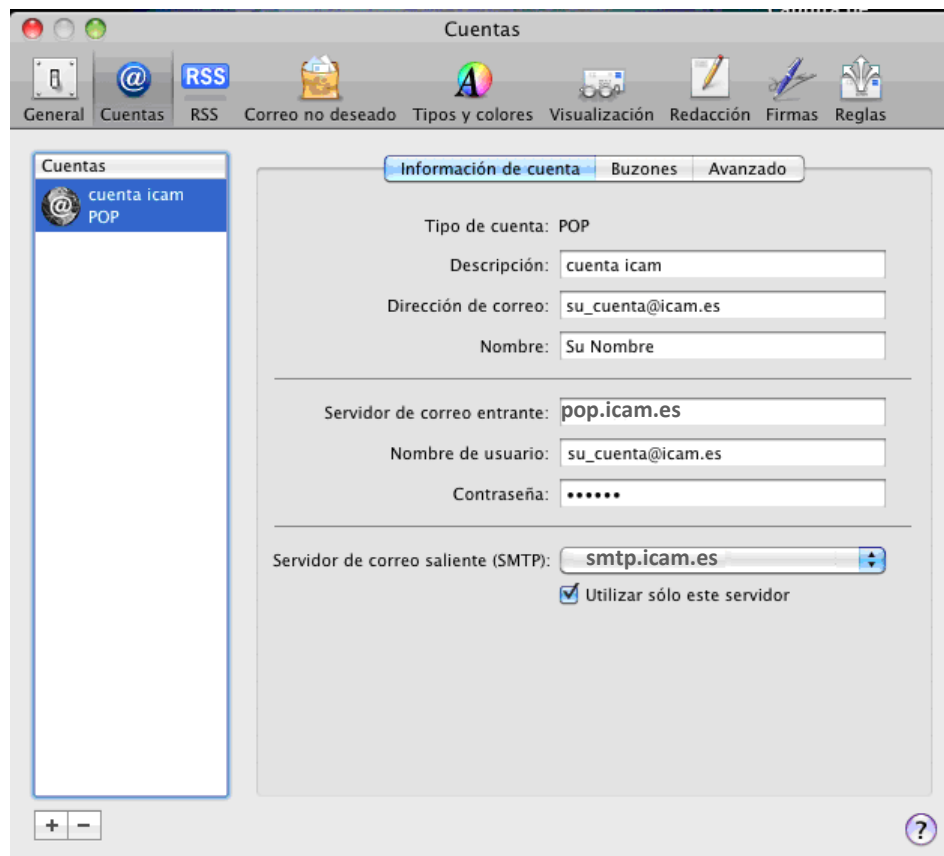 Cuentas
RSS
General Cuentas RSS Correo no deseado Tipos y colores Visualización Redacción Firmas Reglas
Cuentas
cuenta icam
POP
Información de cuenta Buzones Avanzado
Tipo de cuenta: POP
Descripción: cuenta icam
Dirección de correo: su_cuenta@icam.es
Nombre: Su Nombre
Servidor de correo entrante: pop.icam.es
Nombre de usuario: su_cuenta@icam.es
Contraseña: ••••••
Servidor de correo saliente (SMTP): smtp.icam.es
Utilizar sólo este servidor
+ −
?